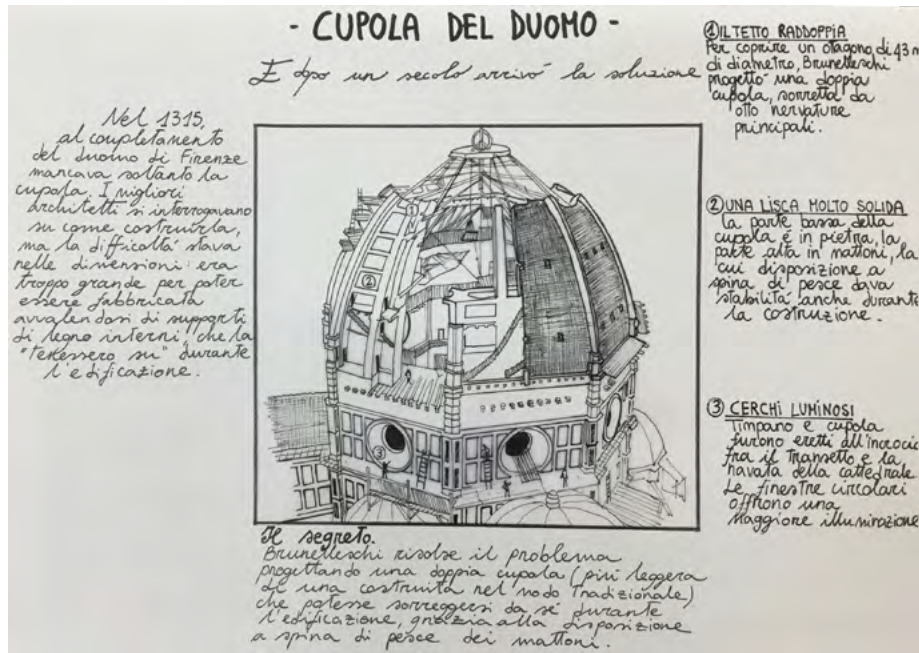 - CUPOLA DEL DUOMO -
E dopo un secolo arrivò la soluzione
Nel 1315,
al completamento
del duomo di Firenze
mancava soltanto la
cupola. I migliori
architetti si interrogavano
su come costruirla,
ma la difficoltà stava
nelle dimensioni: era
troppo grande per poter
essere fabbricata
avvalendosi di supporti
di legno interni, che la
"tenessero su" durante
l'edificazione.
1 IL TETTO RADDOPPIA
Per coprire un otagono di 43 m
di diametro, Brunelleschi
progettò una doppia
cupola, sorretta da
otto nervature
principali.
2 UNA LISCA MOLTO SOLIDA
la parte bassa della
cupola è in pietra, la
parte alta in mattoni, la
cui disposizione a
spina di pesce dava
stabilità anche durante
la costruzione.
3 CERCHI LUMINOSI
Timpano e cupola
furono eretti all'incrocio
fra il transetto e la
navata della cattedrale
Le finestre circolari
offrono una
maggiore illuminazione
1
2
3
Il segreto.
Brunelleschi risolse il problema
progettando una doppia cupola (più leggera
di una costruita nel modo tradizionale)
che potesse sorreggersi da sé durante
l'edificazione, grazia alla disposizione
a spina di pesce dei mattoni.